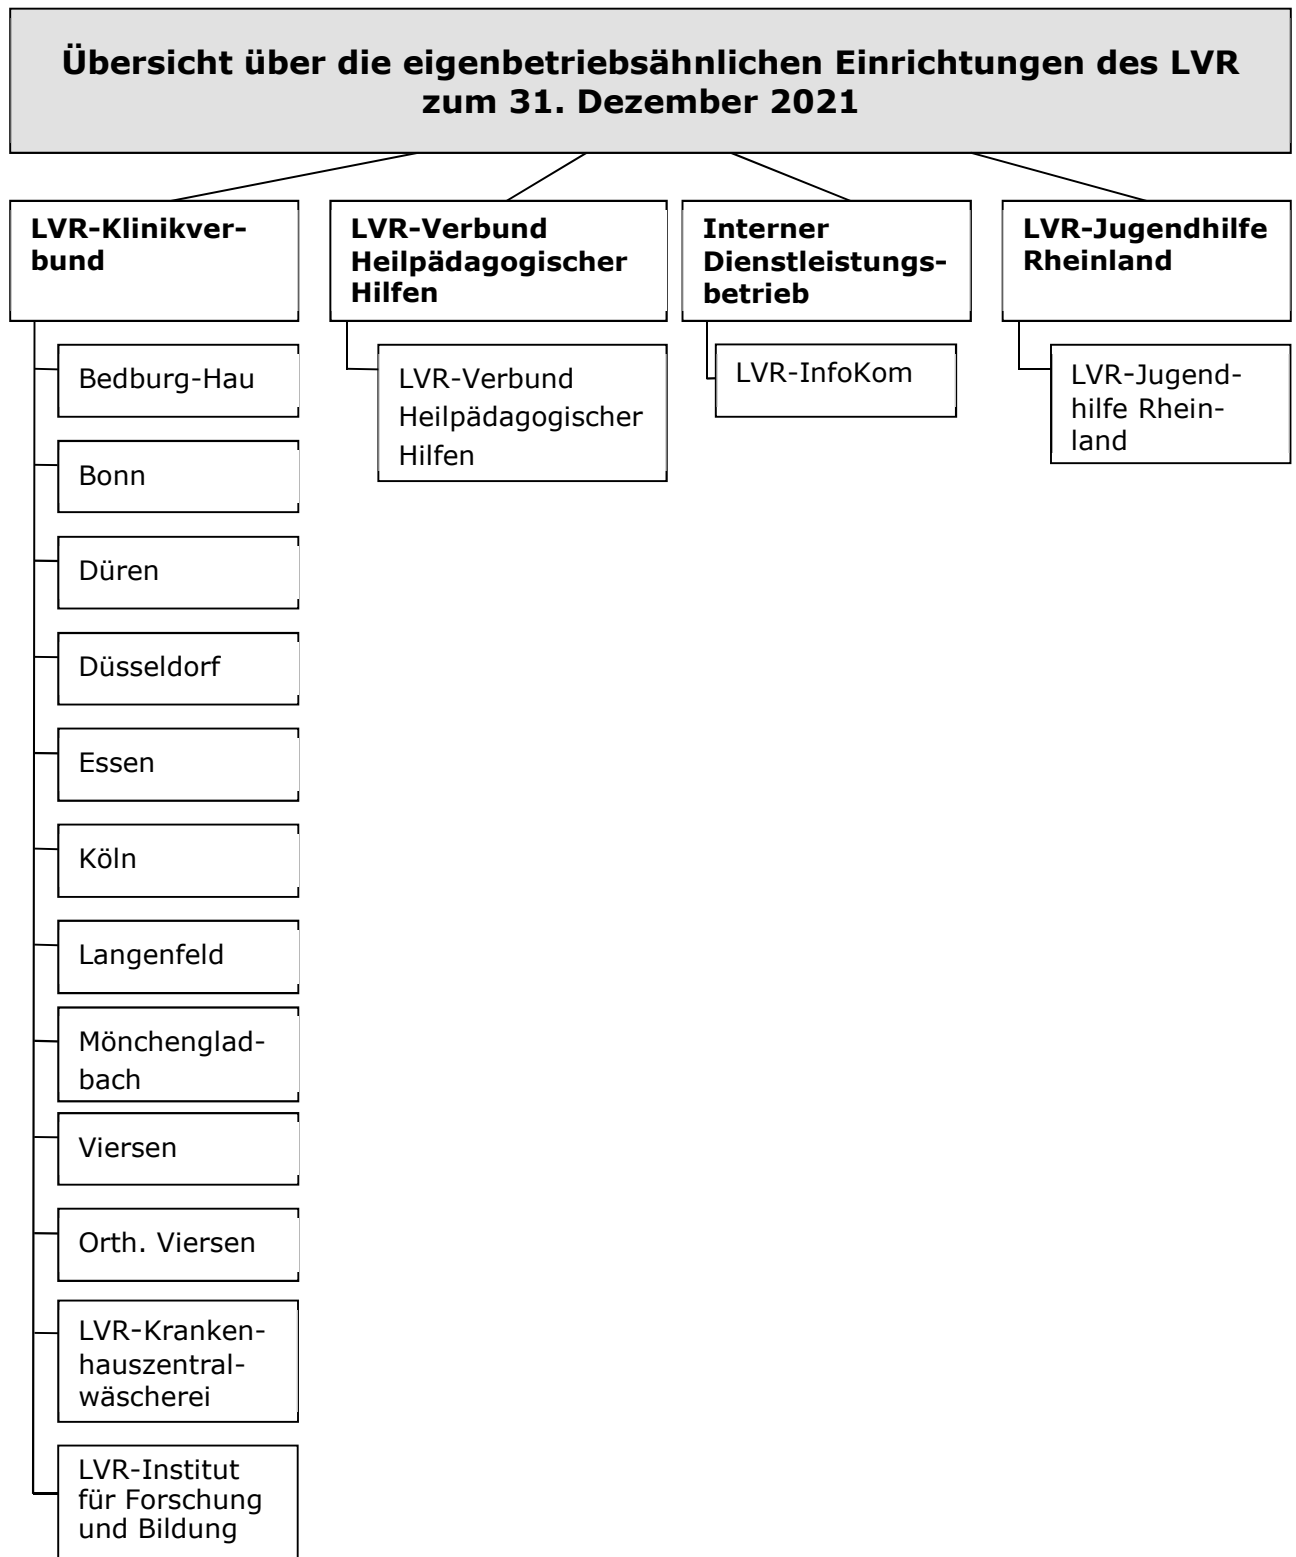 Übersicht über die eigenbetriebsähnlichen Einrichtungen des LVR
zum 31. Dezember 2021
LVR-Klinikver-
bund
Bedburg-Hau
Bonn
Düren
Düsseldorf
Essen
Köln
Langenfeld
Mönchenglad-
bach
Viersen
Orth. Viersen
LVR-Kranken-
hauszentral-
wäscherei
LVR-Institut
für Forschung
und Bildung
LVR-Verbund
Heilpädagogischer
Hilfen
LVR-Verbund
Heilpädagogischer
Hilfen
Interner
Dienstleistungs-
betrieb
LVR-InfoKom
LVR-Jugendhilfe
Rheinland
LVR-Jugend-
hilfe Rhein-
land